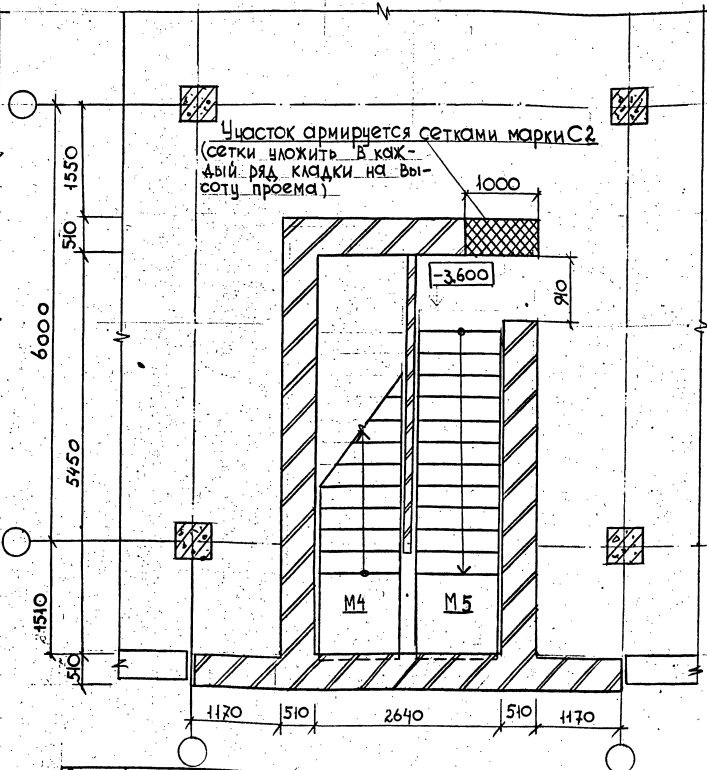 Участок армируется сетками марки С2
(сетки уложить в каж-
дый ряд кладки на вы-
соту проема)
1000
1550
510
-3.600
910
6000
5450
1510
М4
М5
510
1170
510
2640
510
1170